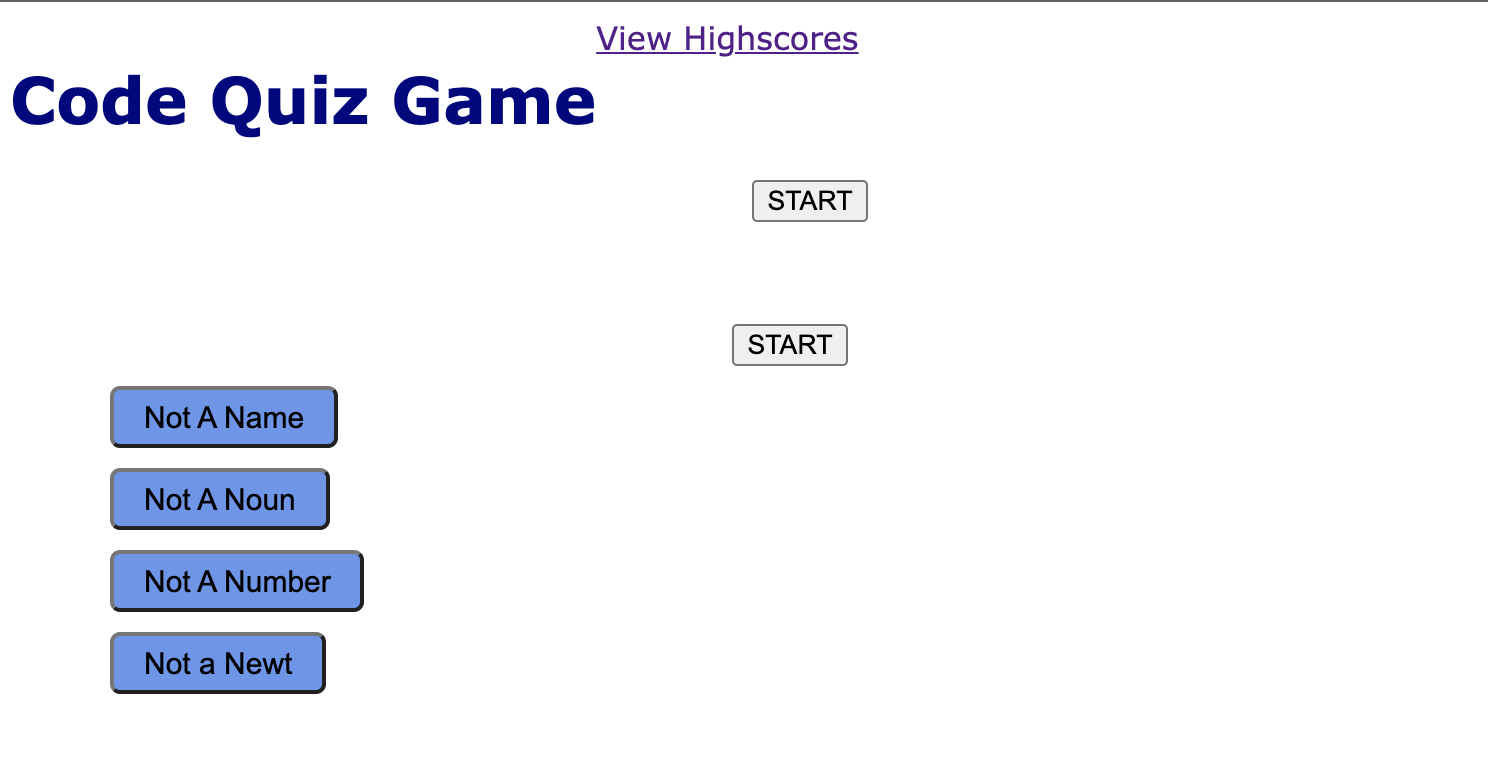 View Highscores
Code Quiz Game
START
START
Not A Name
Not A Noun
Not A Number
Not a Newt